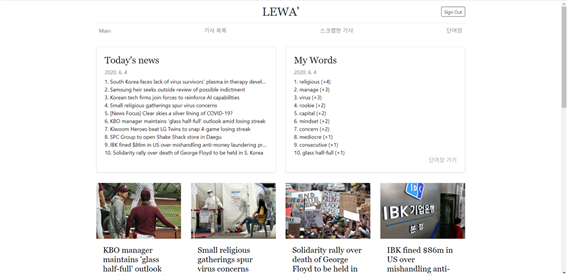 LEWA'
Sign Out
Main
기사 목록
스크랩한 기사
단어장
Today's news
2020. 6. 4
1. South Korea faces lack of virus survivors' plasma in therapy devel...
2. Samsung heir seeks outside review of possible indictment
3. Korean tech firms join forces to reinforce AI capabilities
4. Small religious gatherings spur virus concerns
5. [News Focus] Clear skies a silver lining of COVID-19?
6. KBO manager maintains 'glass half-full' outlook amid losing streak
7. Kiwoom Heroes beat LG Twins to snap 4-game losing streak
8. SPC Group to open Shake Shack store in Daegu
9. IBK fined $86m in US over mishandling anti-money laundering pr...
10. Solidarity rally over death of George Floyd to be held in S. Korea
My Words
2020. 6. 4
1. religious (+4)
2. manage (+3)
3. virus (+3)
4. rookie (+2)
5. capital (+2)
6. mindset (+2)
7. concern (+2)
8. mediocre (+1)
9. consecutive (+1)
10. glass half-full (+1)
단어장 가기
IBK기업은행
본점
KBO manager
maintains 'glass
half-full' outlook
Small religious
gatherings spur
virus concerns
Solidarity rally over
death of George
Floyd to be held in
IBK fined $86m in
US over
mishandling anti-